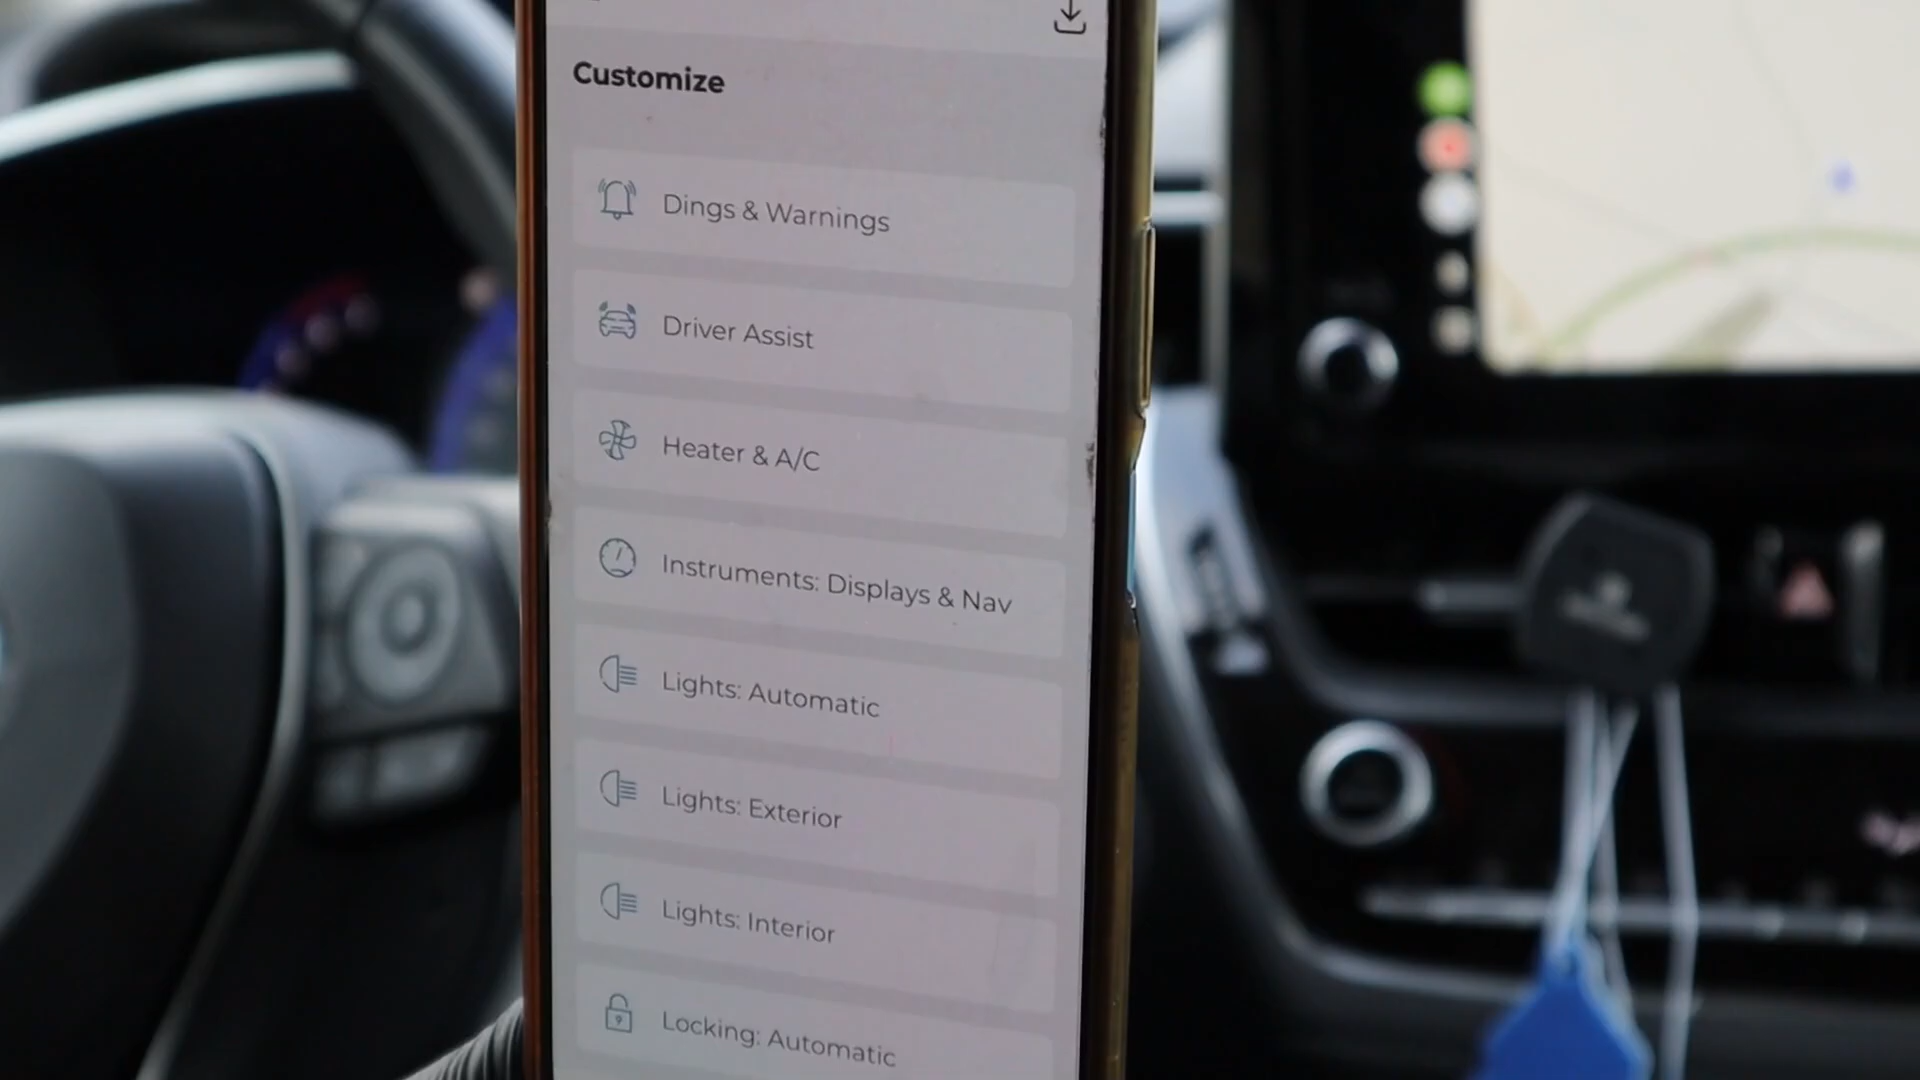 Customize
Dings & Warnings
Driver Assist
Heater & A/C
Instruments: Displays & Nav
Lights: Automatic
Lights: Exterior
Lights: Interior
Locking: Automatic